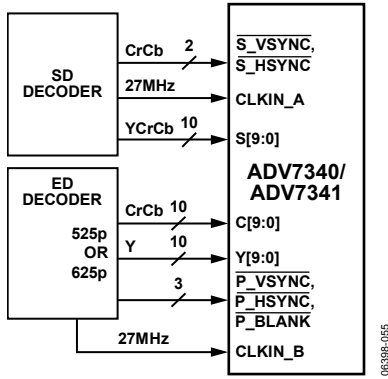 SD
DECODER
CrCb 2
27MHz
YCrCb 10
S_VSYNC,
S_HSYNC
CLKIN_A
S[9:0]
ADV7340/
ADV7341
ED
DECODER
525p
OR
625p
CrCb 10
Y 10
3
27MHz
C[9:0]
Y[9:0]
P_VSYNC,
P_HSYNC,
P_BLANK
CLKIN_B
06398-055